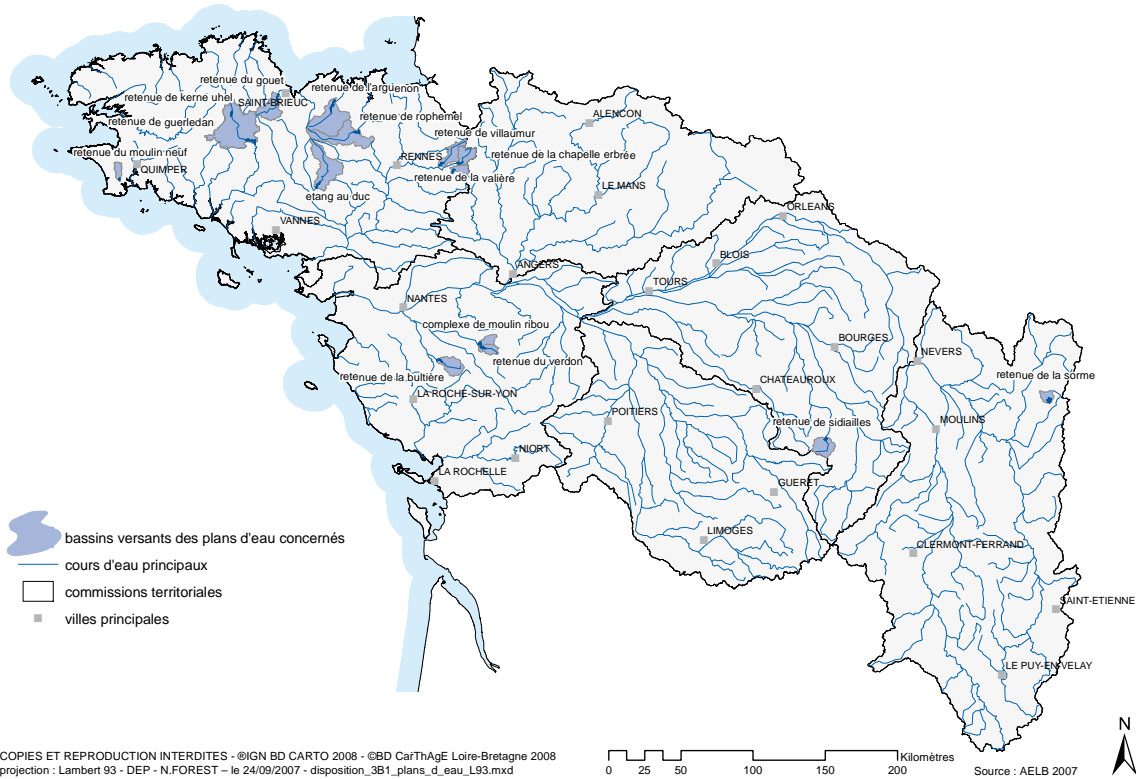 retenue du gouet
retenue de l'arguenon
retenue de kerne uhel
SAINT-BRIEUC
retenue de rophemel
retenue de guerledan
retenue de villaumur
retenue du moulin neuf
RENNES
retenue de la chapelle erbrée
QUIMPER
retenue de la valière
etang au duc
VANNES
ALENCON
LE MANS
ORLEANS
BLOIS
ANGERS
TOURS
NANTES
complexe de moulin ribou
retenue du verdon
BOURGES
NEVERS
retenue de la bultière
CHATEAUROUX
retenue de la sorme
LA ROCHE-SUR-YON
POITIERS
retenue de sidiailles
MOULINS
NIORT
LA ROCHELLE
GUERET
LIMOGES
CLERMONT-FERRAND
SAINT-ETIENNE
LE PUY-EN-VELAY
bassins versants des plans d'eau concernés
cours d'eau principaux
commissions territoriales
villes principales
N
Kilomètres
0 25 50 100 150 200
COPIES ET REPRODUCTION INTERDITES - ©IGN BD CARTO 2008 - ©BD CarThAgE Loire-Bretagne 2008
projection : Lambert 93 - DEP - N.FOREST – le 24/09/2007 - disposition_3B1_plans_d_eau_L93.mxd
Source : AELB 2007